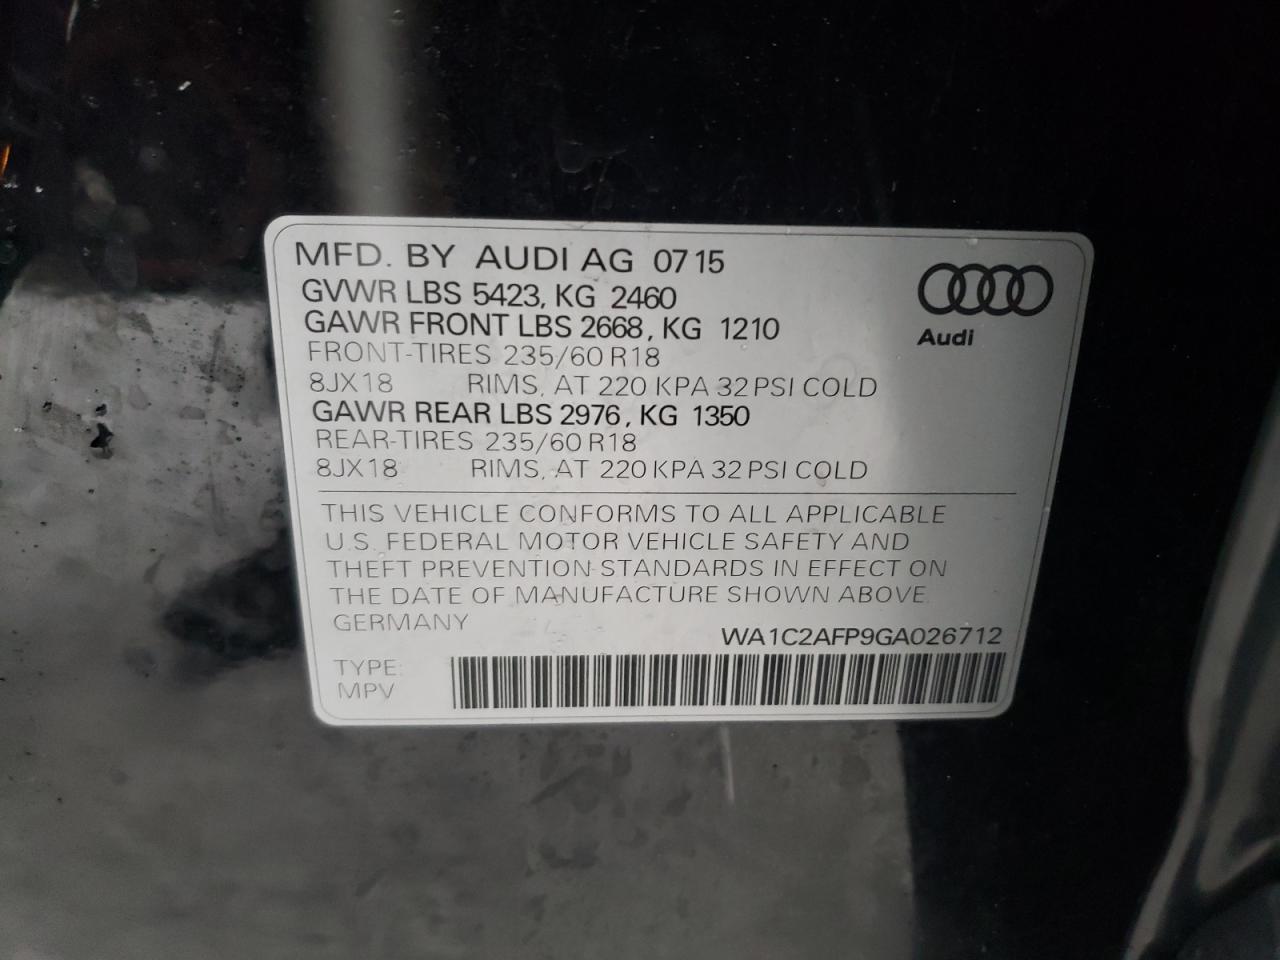 MFD. BY AUDI AG 0715
GVWR LBS 5423, KG 2460
GAWR FRONT LBS 2668, KG 1210
FRONT-TIRES 235/60 R18
8JX18 RIMS, AT 220 KPA 32 PSI COLD
GAWR REAR LBS 2976, KG 1350
REAR-TIRES 235/60 R18
8JX18 RIMS, AT 220 KPA 32 PSI COLD
Audi
THIS VEHICLE CONFORMS TO ALL APPLICABLE
U.S. FEDERAL MOTOR VEHICLE SAFETY AND
THEFT PREVENTION STANDARDS IN EFFECT ON
THE DATE OF MANUFACTURE SHOWN ABOVE.
GERMANY
WA1C2AFP9GA026712
TYPE:
MPV